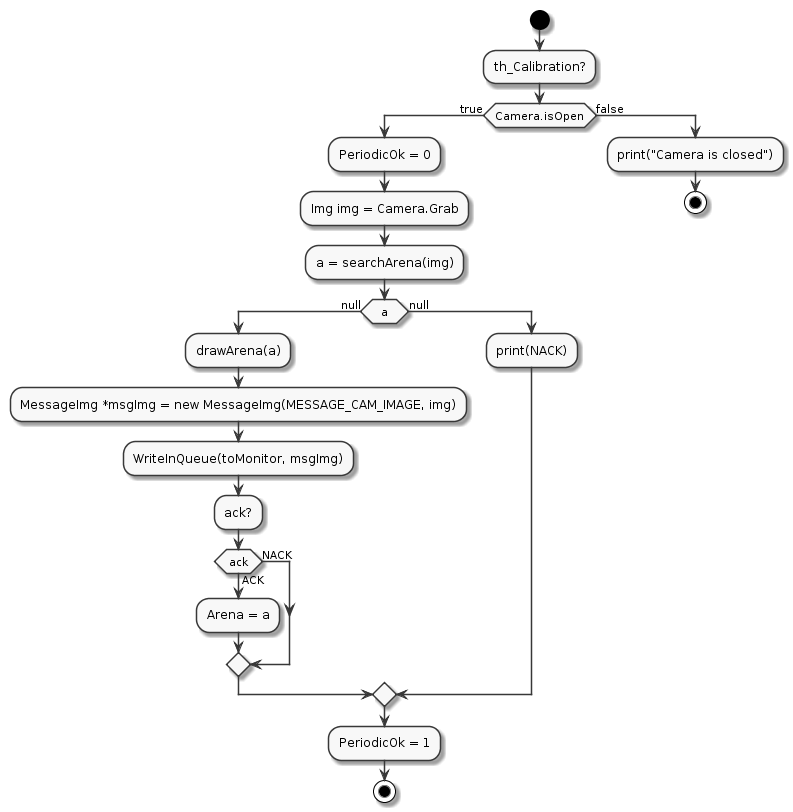 th_Calibration?
true
Camera.isOpen
false
PeriodicOk = 0
print("Camera is closed")
Img img = Camera.Grab
a = searchArena(img)
null
a
null
drawArena(a)
print(NACK)
MessageImg *msgImg = new MessageImg(MESSAGE_CAM_IMAGE, img)
WriteInQueue(toMonitor, msgImg)
ack?
ack
NACK
ACK
Arena = a
PeriodicOk = 1